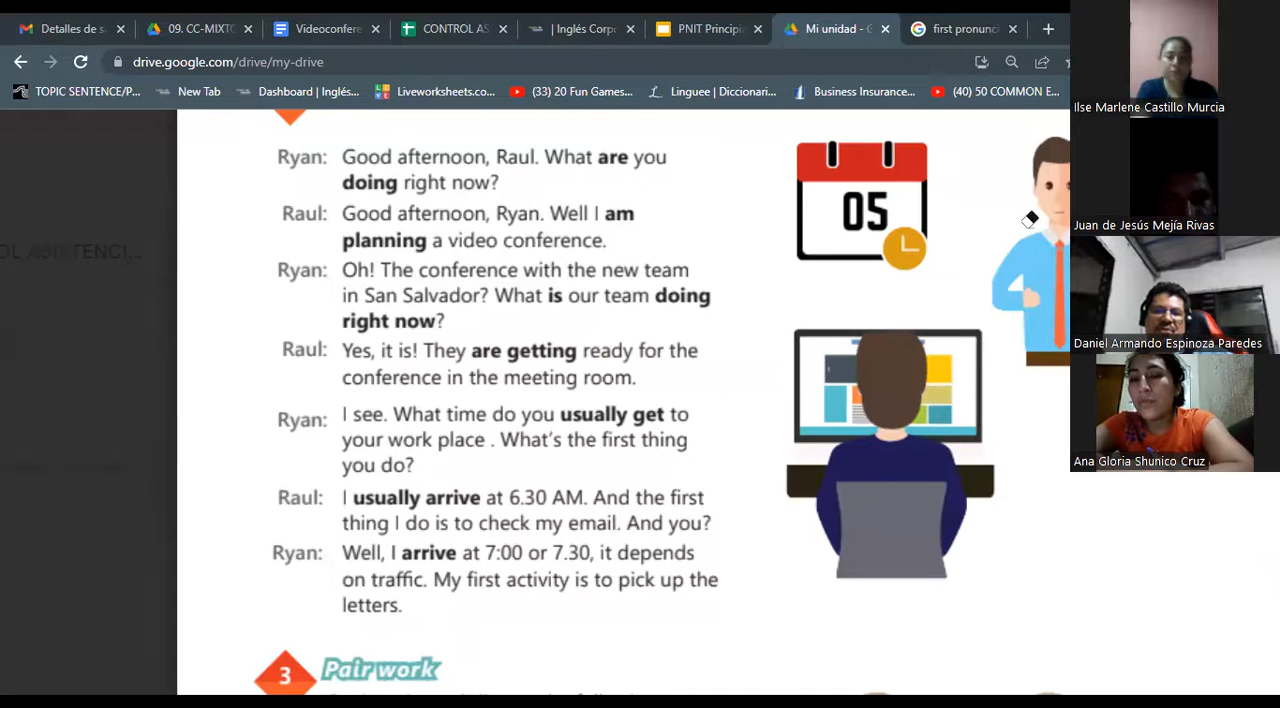 Detalles de s
09. CC-MIXTC
Videoconfere
CONTROL AS
| Inglés Corp
PNIT Principi
Mi unidad - G
first pronunci
drive.google.com/drive/my-drive
TOPIC SENTENCE/P...
New Tab
Dashboard | Inglés...
Liveworksheets.co...
(33) 20 Fun Games...
Linguee | Diccionari...
Business Insurance...
(40) 50 COMMON E...
Ryan: Good afternoon, Raul. What are you
doing right now?
Raul: Good afternoon, Ryan. Well I am
planning a video conference.
Ryan: Oh! The conference with the new team
in San Salvador? What is our team doing
right now?
Raul: Yes, it is! They are getting ready for the
conference in the meeting room.
Ryan: I see. What time do you usually get to
your work place . What's the first thing
you do?
Raul: I usually arrive at 6.30 AM. And the first
thing I do is to check my email. And you?
Ryan: Well, I arrive at 7:00 or 7.30, it depends
on traffic. My first activity is to pick up the
letters.
3 Pair work
05
Ilse Marlene Castillo Murcia
Juan de Jesús Mejía Rivas
Daniel Armando Espinoza Paredes
Ana Gloria Shunico Cruz